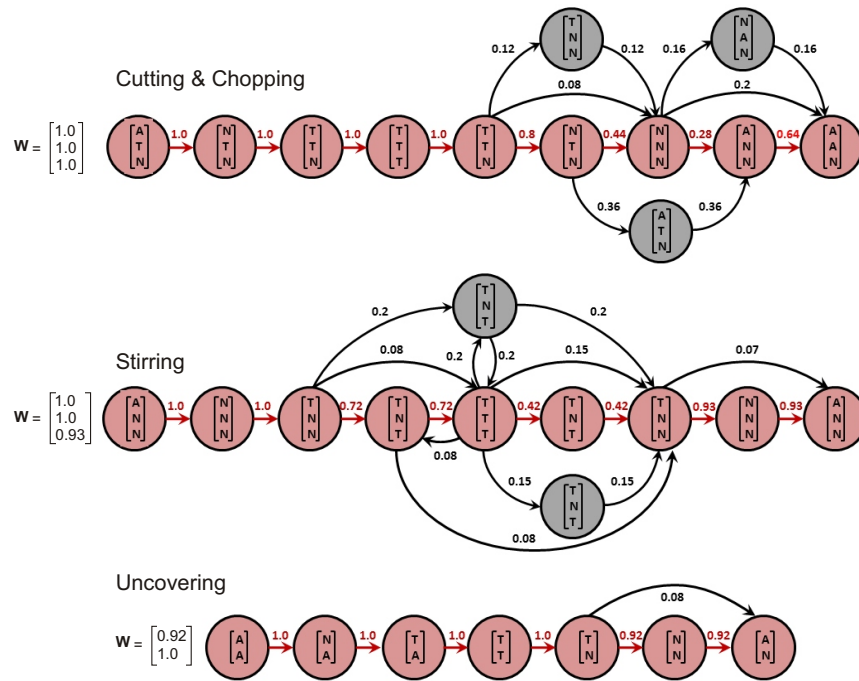 T N
0.12 N 0.12 0.16 A 0.16
N N
Cutting & Chopping
0.08 0.2
1.0 1.0 1.0 1.0 0.8 0.44 0.28 0.64
1.0 A N T T T N N A A
W = 1.0 T T T T T T N N A
1.0 N N N T N N N N N
0.36 A 0.36
T
N
T
0.2 N 0.2
T
Stirring
0.08 0.2 0.2 0.15 0.07
1.0 1.0 0.72 0.72 0.42 0.42 0.93 0.93
1.0 A N T T T T T N A
W = 1.0 N N N N T N N N N
0.93 N N N T T T N N N
0.08
0.15 T 0.15
N
T
0.08
Uncovering
0.08
1.0 1.0 1.0 1.0 0.92 0.92
W = 0.92 A N T T T N A
1.0 A A A T N N N